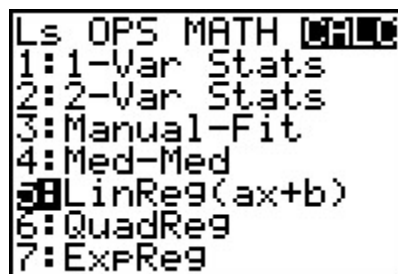 Ls OPS MATH CALC
1:1-Var Stats
2:2-Var Stats
3:Manual-Fit
4:Med-Med
5:LinReg(ax+b)
6:QuadReg
7:ExpReg